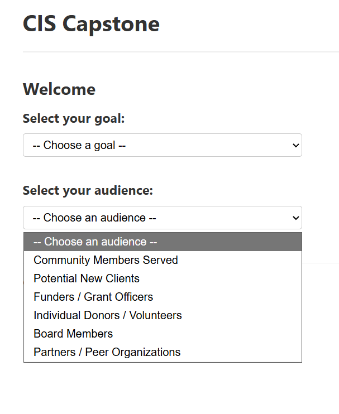 CIS Capstone
Welcome
Select your goal:
-- Choose a goal --
Select your audience:
-- Choose an audience --
-- Choose an audience --
Community Members Served
Potential New Clients
Funders / Grant Officers
Individual Donors / Volunteers
Board Members
Partners / Peer Organizations